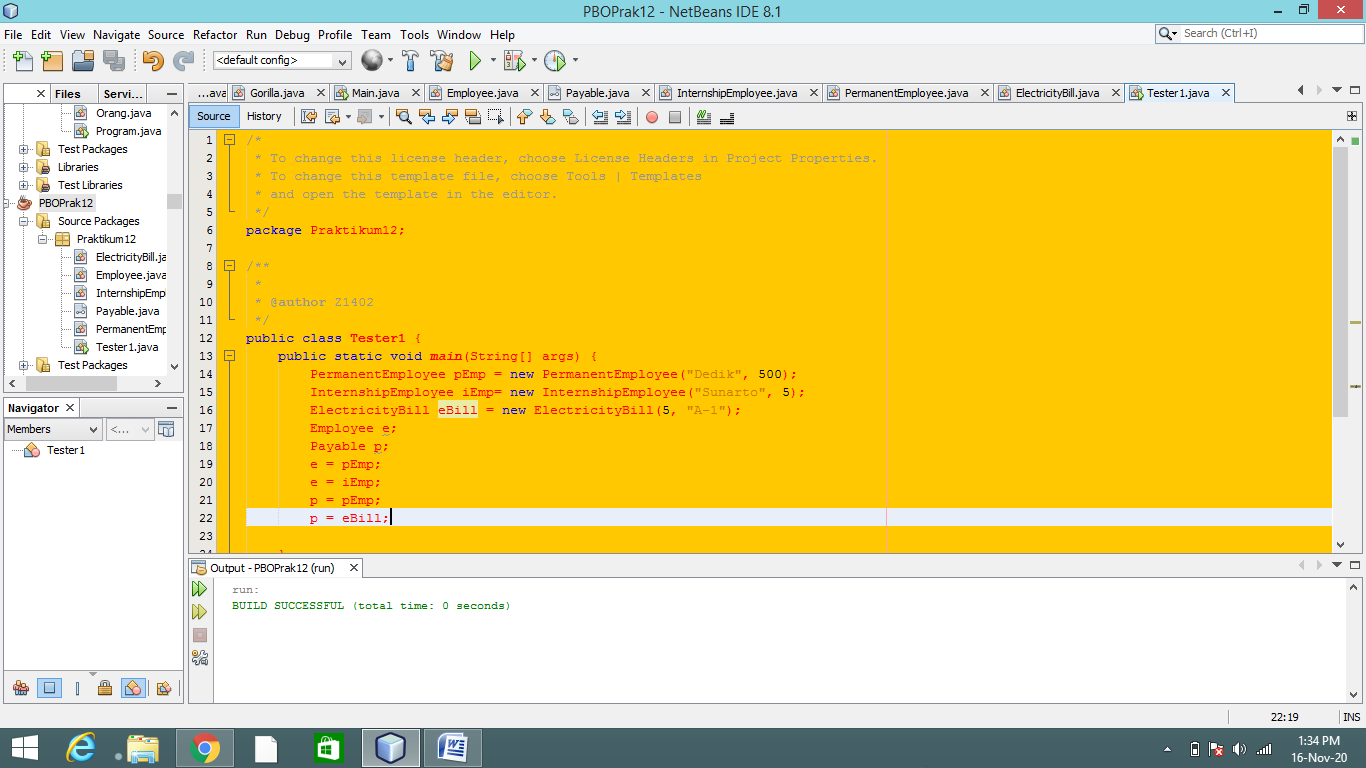 PBOPrak12 - NetBeans IDE 8.1
File Edit View Navigate Source Refactor Run Debug Profile Team Tools Window Help
Search (Ctrl+I)
<default config>
Files Servi...
...ava Gorilla.java Main.java Employee.java Payable.java InternshipEmployee.java PermanentEmployee.java ElectricityBill.java Tester1.java
Source History
Orang.java
Program.java
Test Packages
Libraries
Test Libraries
PBOPrak12
Source Packages
Praktikum12
ElectricityBill.ja
Employee.java
InternshipEmp
Payable.java
PermanentEmp
Tester1.java
Test Packages
Navigator
Members <...
Tester1
1 /*
2 * To change this license header, choose License Headers in Project Properties.
3 * To change this template file, choose Tools | Templates
4 * and open the template in the editor.
5 */
6 package Praktikum12;
7
8 /**
9 *
10 * @author Z1402
11 */
12 public class Tester1 {
13 public static void main(String[] args) {
14 PermanentEmployee pEmp = new PermanentEmployee("Dedik", 500);
15 InternshipEmployee iEmp= new InternshipEmployee("Sunarto", 5);
16 ElectricityBill eBill = new ElectricityBill(5, "A-1");
17 Employee e;
18 Payable p;
19 e = pEmp;
20 e = iEmp;
21 p = pEmp;
22 p = eBill;
23
Output - PBOPrak12 (run)
run:
BUILD SUCCESSFUL (total time: 0 seconds)
22:19 INS
1:34 PM
16-Nov-20